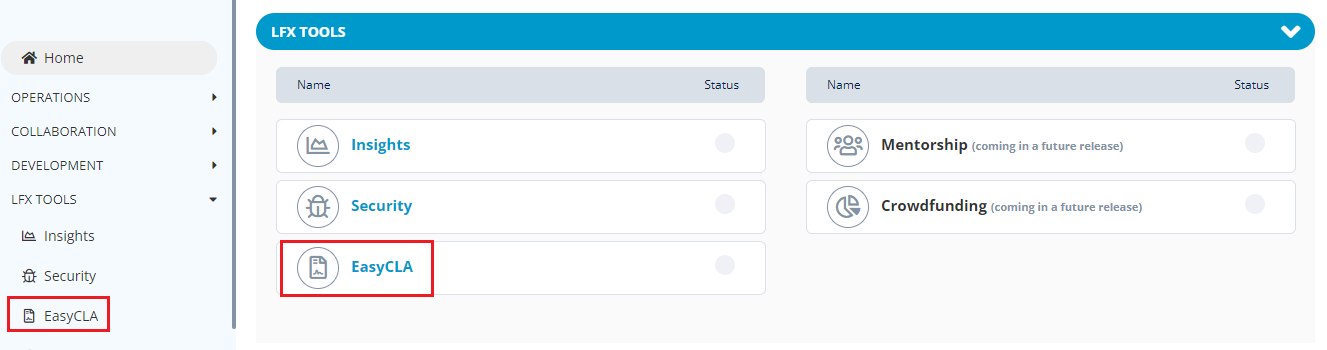 Home
OPERATIONS
COLLABORATION
DEVELOPMENT
LFX TOOLS
Insights
Security
EasyCLA
LFX TOOLS
Name Status
Insights
Security
EasyCLA
Name Status
Mentorship (coming in a future release)
Crowdfunding (coming in a future release)